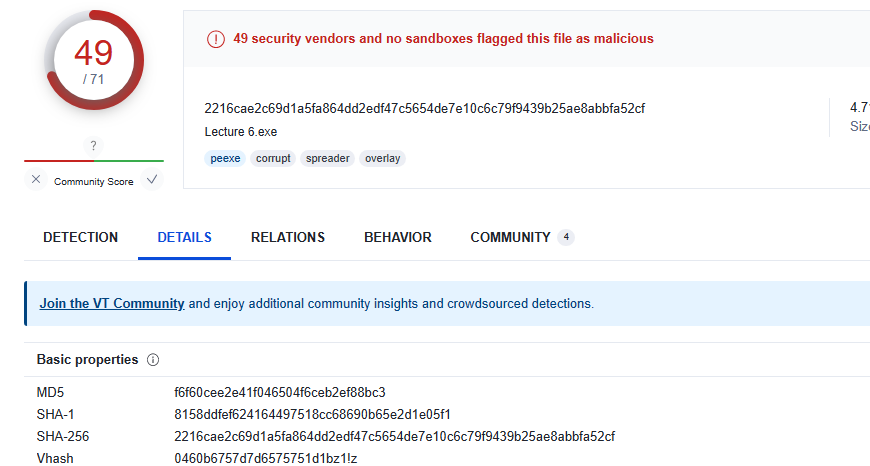 49
/ 71
?
Community Score
49 security vendors and no sandboxes flagged this file as malicious
2216cae2c69d1a5fa864dd2edf47c5654de7e10c6c79f9439b25ae8abbfa52cf
Lecture 6.exe
peexe corrupt spreader overlay
DETECTION DETAILS RELATIONS BEHAVIOR COMMUNITY 4
Join the VT Community and enjoy additional community insights and crowdsourced detections.
Basic properties
MD5 f6f60cee2e41f046504f6ceb2ef88bc3
SHA-1 8158ddfef624164497518cc68690b65e2d1e05f1
SHA-256 2216cae2c69d1a5fa864dd2edf47c5654de7e10c6c79f9439b25ae8abbfa52cf
Vhash 0460b6757d7d6575751d1bz1!z